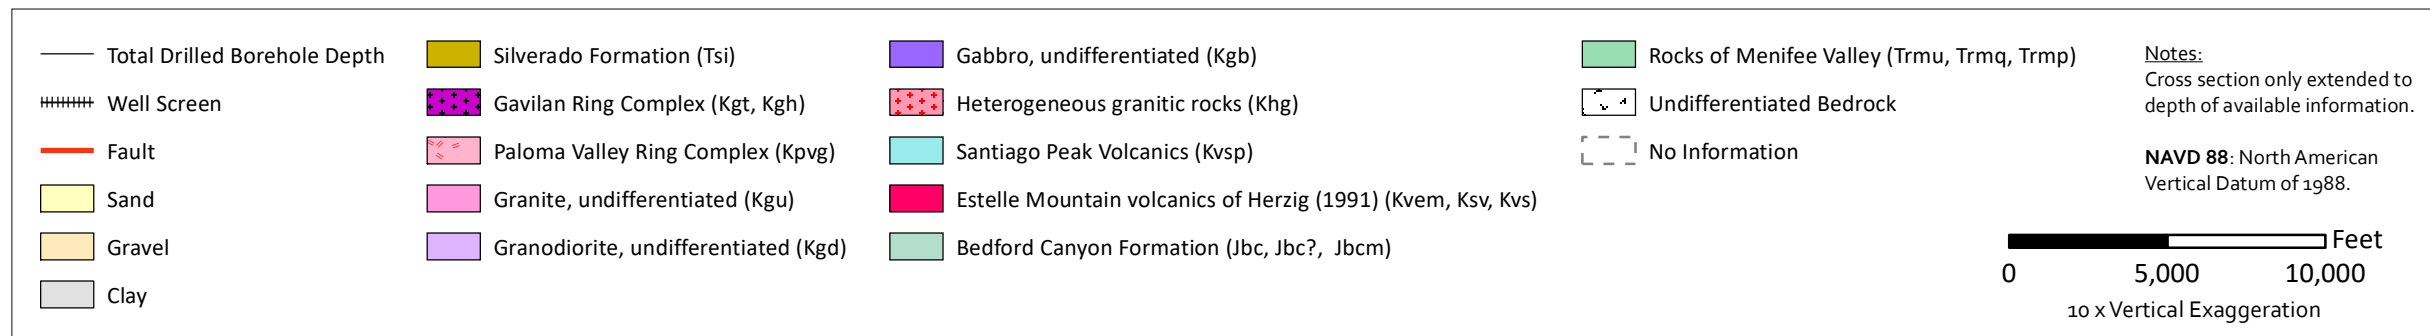 Total Drilled Borehole Depth
Well Screen
Fault
Sand
Gravel
Clay
Silverado Formation (Tsi)
Gavilan Ring Complex (Kgt, Kgh)
Paloma Valley Ring Complex (Kpvg)
Granite, undifferentiated (Kgu)
Granodiorite, undifferentiated (Kgd)
Gabbro, undifferentiated (Kgb)
Heterogeneous granitic rocks (Khg)
Santiago Peak Volcanics (Kvsp)
Estelle Mountain volcanics of Herzig (1991) (Kvem, Ksv, Kvs)
Bedford Canyon Formation (Jbc, Jbc?, Jbcm)
Rocks of Menifee Valley (Trmu, Trmq, Trmp)
Undifferentiated Bedrock
No Information
Notes:
Cross section only extended to
depth of available information.
NAVD 88: North American
Vertical Datum of 1988.
Feet
0 5,000 10,000
10 x Vertical Exaggeration